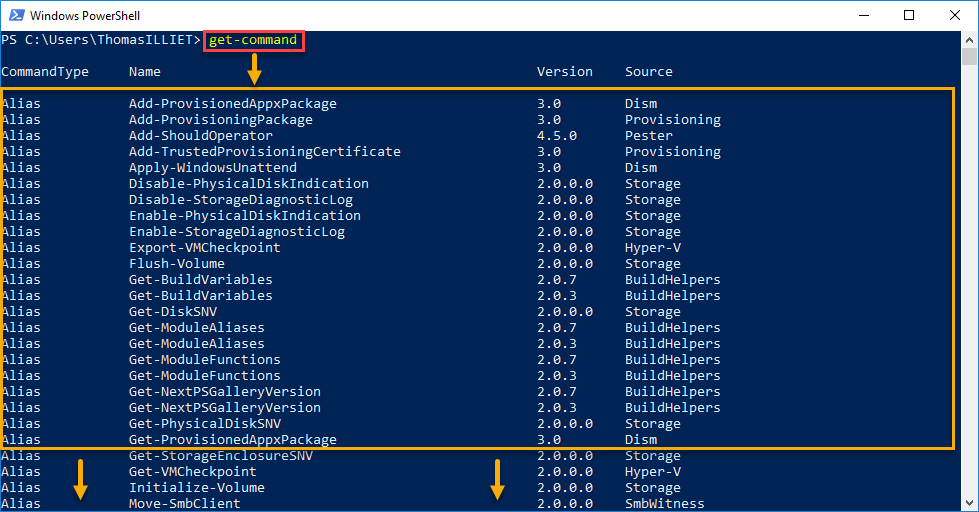 Windows PowerShell
PS C:\Users\ThomasILLIET> get-command
CommandType Name Version Source
Alias Add-ProvisionedAppxPackage 3.0 Dism
Alias Add-ProvisioningPackage 3.0 Provisioning
Alias Add-ShouldOperator 4.5.0 Pester
Alias Add-TrustedProvisioningCertificate 3.0 Provisioning
Alias Apply-WindowsUnattend 3.0 Dism
Alias Disable-PhysicalDiskIndication 2.0.0.0 Storage
Alias Disable-StorageDiagnosticLog 2.0.0.0 Storage
Alias Enable-PhysicalDiskIndication 2.0.0.0 Storage
Alias Enable-StorageDiagnosticLog 2.0.0.0 Storage
Alias Export-VMCheckpoint 2.0.0.0 Hyper-V
Alias Flush-Volume 2.0.0.0 Storage
Alias Get-BuildVariables 2.0.7 BuildHelpers
Alias Get-BuildVariables 2.0.3 BuildHelpers
Alias Get-DiskSNV 2.0.0.0 Storage
Alias Get-ModuleAliases 2.0.7 BuildHelpers
Alias Get-ModuleAliases 2.0.3 BuildHelpers
Alias Get-ModuleFunctions 2.0.7 BuildHelpers
Alias Get-ModuleFunctions 2.0.3 BuildHelpers
Alias Get-NextPSGalleryVersion 2.0.7 BuildHelpers
Alias Get-NextPSGalleryVersion 2.0.3 BuildHelpers
Alias Get-PhysicalDiskSNV 2.0.0.0 Storage
Alias Get-ProvisionedAppxPackage 3.0 Dism
Alias Get-StorageEnclosureSNV 2.0.0.0 Storage
Alias Get-VMCheckpoint 2.0.0.0 Hyper-V
Alias Initialize-Volume 2.0.0.0 Storage
Alias Move-SmbClient 2.0.0.0 SmbWitness